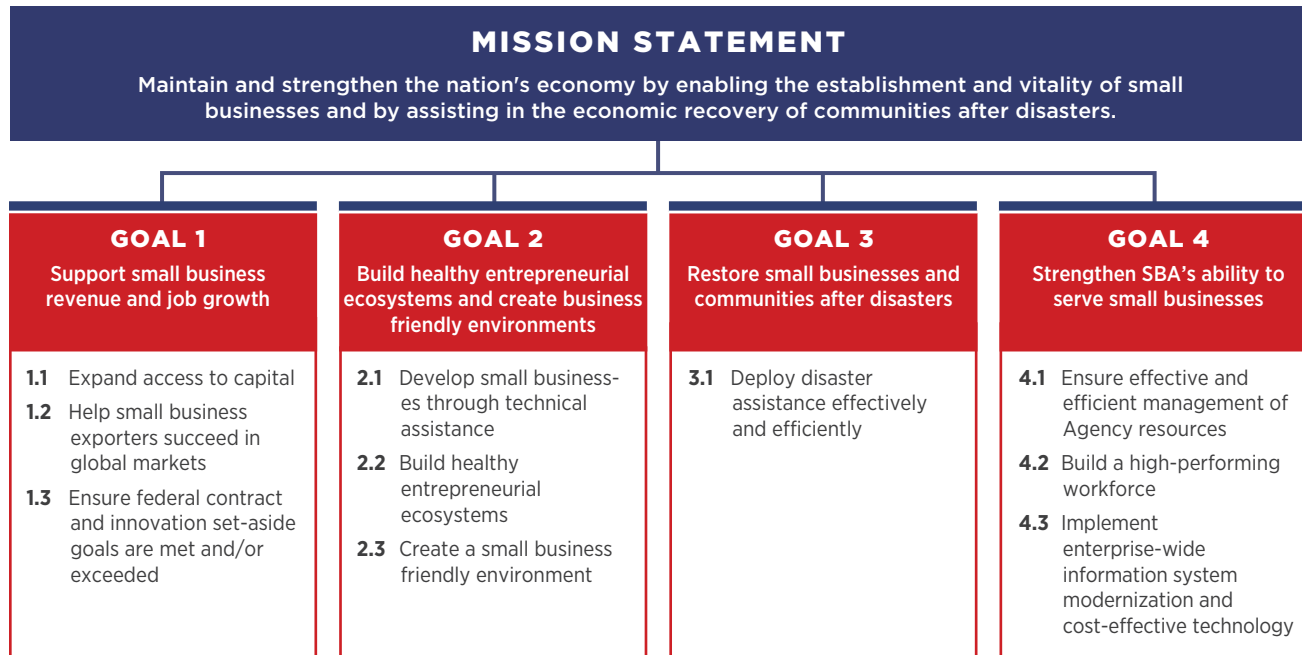 MISSION STATEMENT
Maintain and strengthen the nation's economy by enabling the establishment and vitality of small
businesses and by assisting in the economic recovery of communities after disasters.
GOAL 1
Support small business
revenue and job growth
1.1 Expand access to capital
1.2 Help small business
exporters succeed in
global markets
1.3 Ensure federal contract
and innovation set-aside
goals are met and/or
exceeded
GOAL 2
Build healthy entrepreneurial
ecosystems and create business
friendly environments
2.1 Develop small business-
es through technical
assistance
2.2 Build healthy
entrepreneurial
ecosystems
2.3 Create a small business
friendly environment
GOAL 3
Restore small businesses and
communities after disasters
3.1 Deploy disaster
assistance effectively
and efficiently
GOAL 4
Strengthen SBA’s ability to
serve small businesses
4.1 Ensure effective and
efficient management of
Agency resources
4.2 Build a high-performing
workforce
4.3 Implement
enterprise-wide
information system
modernization and
cost-effective technology